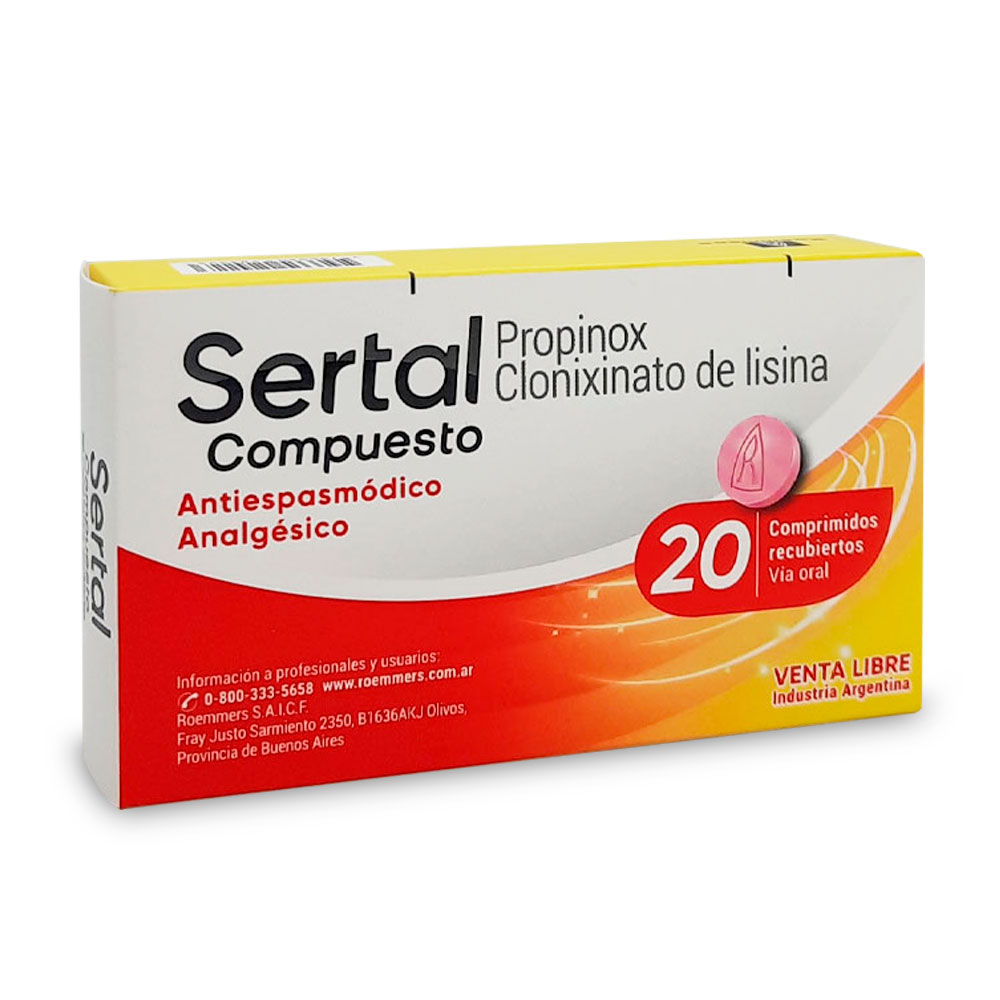 Sertal
Compuesto
Propinox
Clonixinato de lisina
Antiespasmódico
Analgésico
R
20
Comprimidos
recubiertos
Vía oral
Información a profesionales y usuarios:
0-800-333-5658 www.roemmers.com.ar
Roemmers S.A.I.C.F.
Fray Justo Sarmiento 2350, B1636AKJ Olivos,
Provincia de Buenos Aires
VENTA LIBRE
Industria Argentina
Sertal
Compuesto